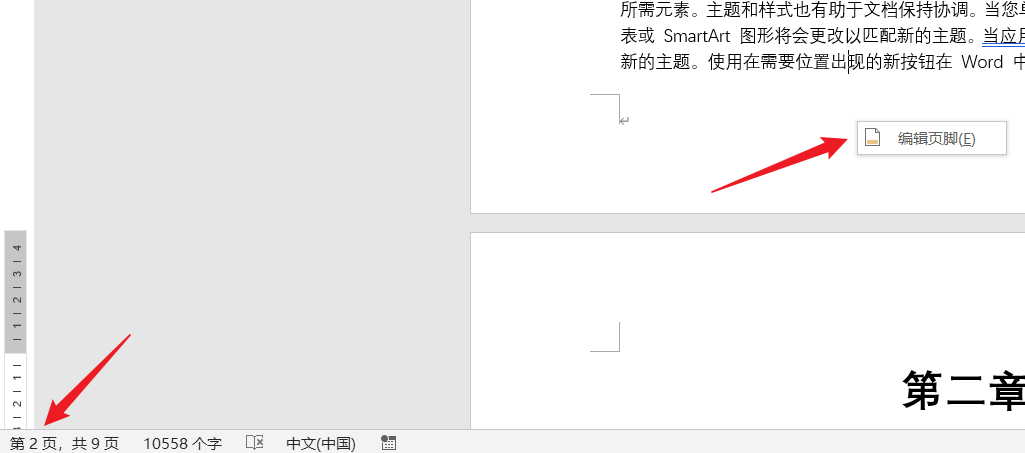 所需元素。主题和样式也有助于文档保持协调。当您
表或 SmartArt 图形将会更改以匹配新的主题。当应用
新的主题。使用在需要位置出现的新按钮在 Word 中
编辑页脚(E)
4 | 3 | 2 | 1 |
| 1 | 2 |
第二章
第 2 页，共 9 页 10558 个字 中文(中国)